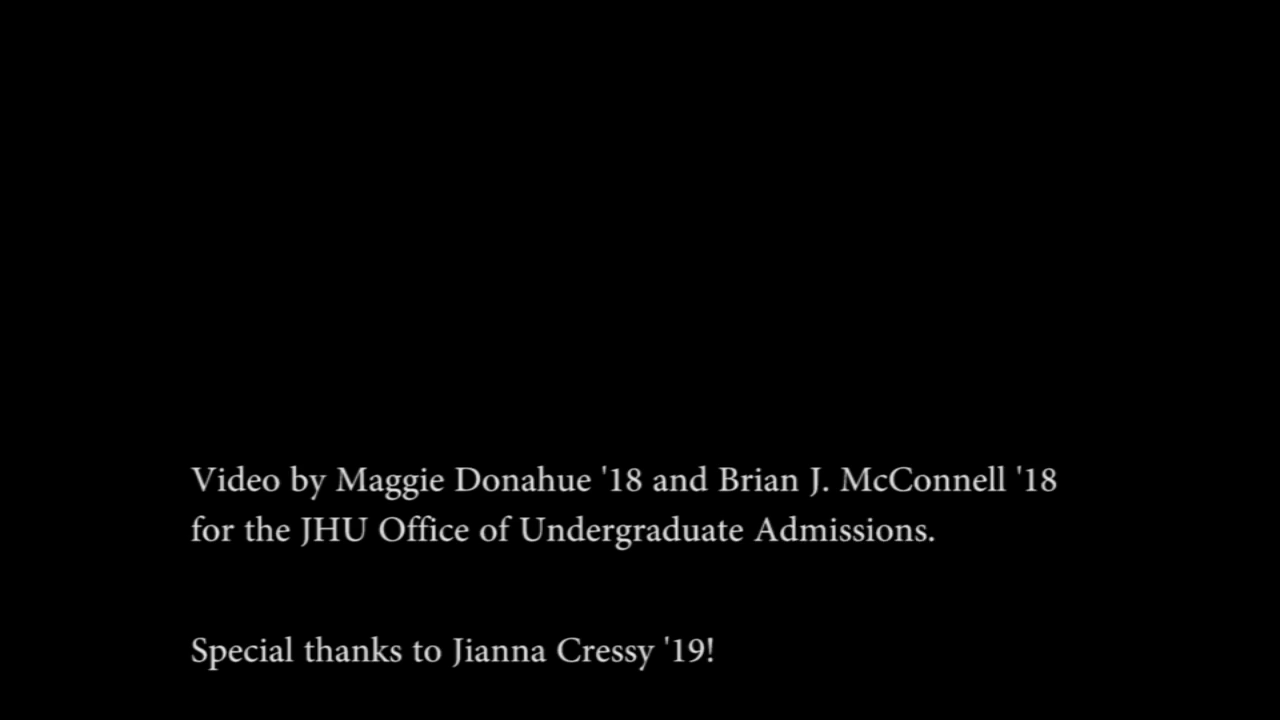 Video by Maggie Donahue '18 and Brian J. McConnell '18
for the JHU Office of Undergraduate Admissions.
Special thanks to Jianna Cressy '19!